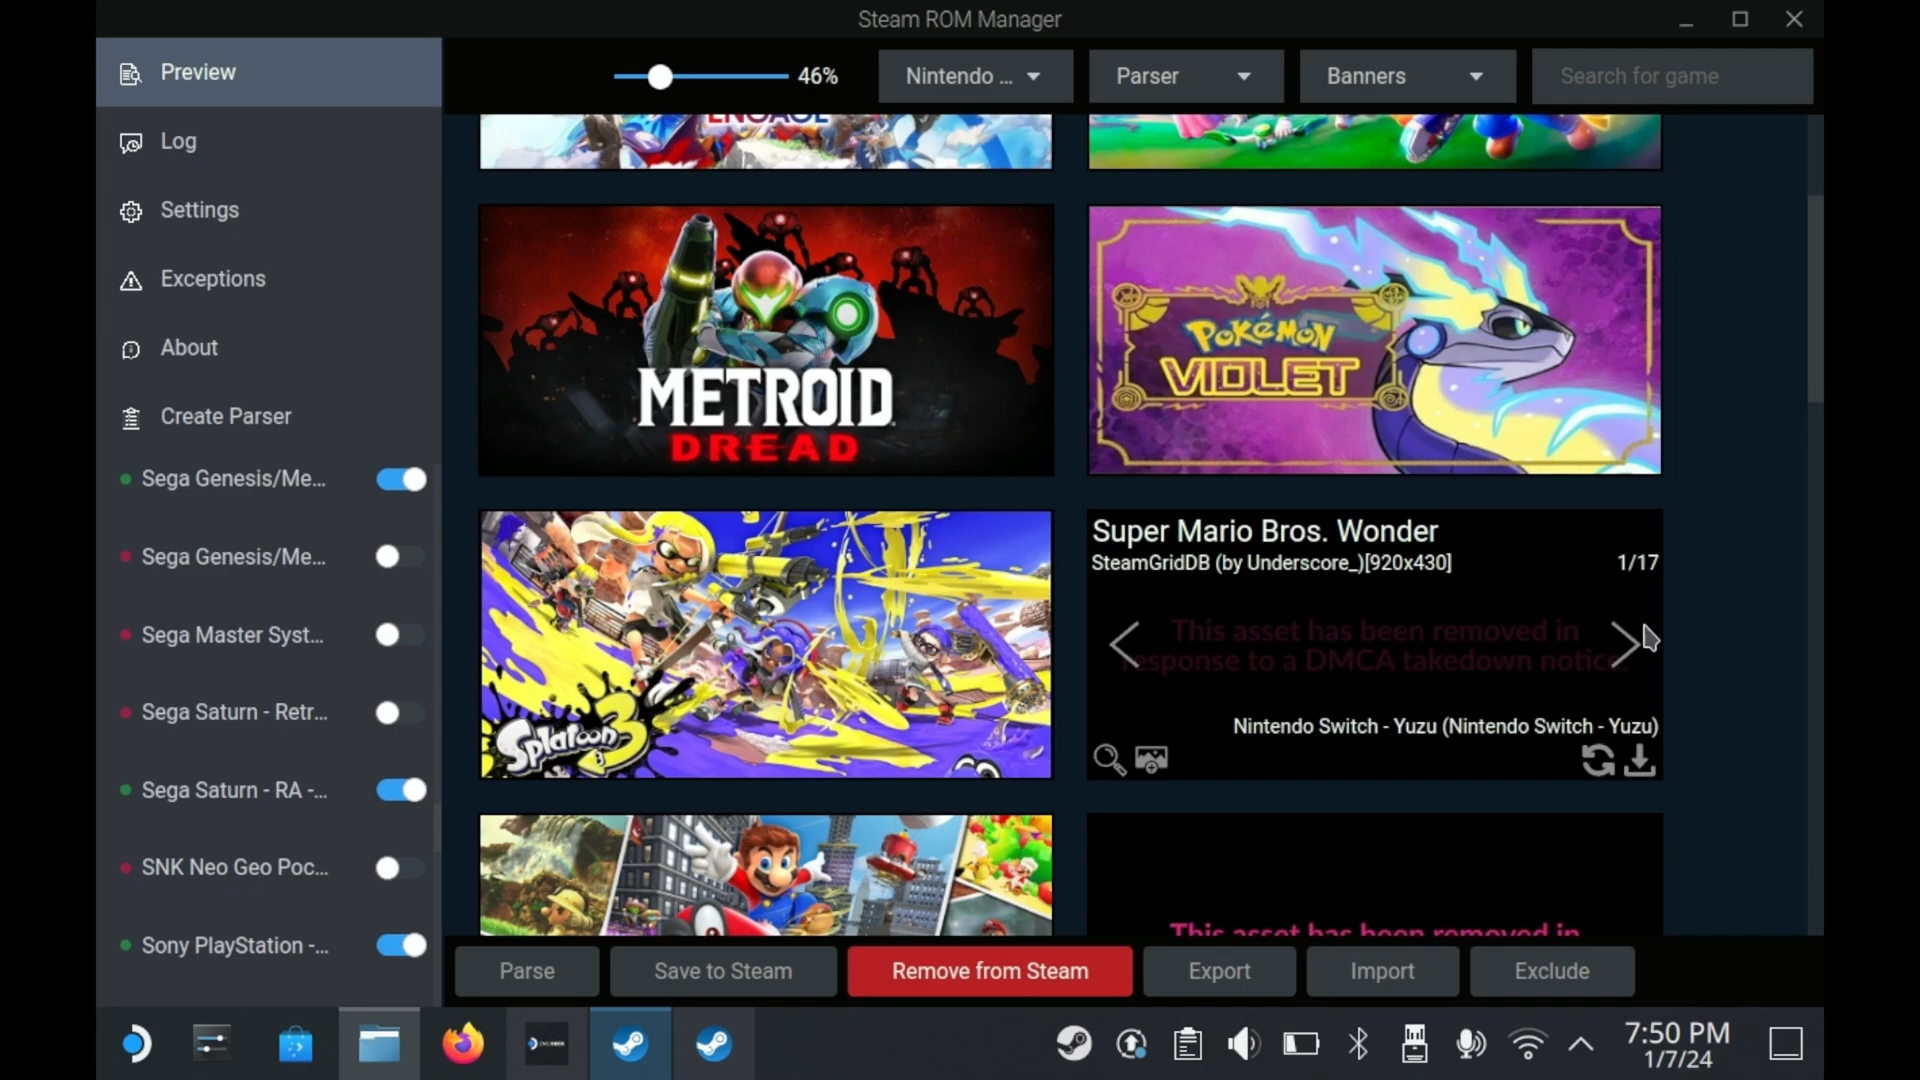 Steam ROM Manager
Preview
Log
Settings
Exceptions
About
Create Parser
Sega Genesis/Me...
Sega Genesis/Me...
Sega Master Syst...
Sega Saturn - Retr...
Sega Saturn - RA -...
SNK Neo Geo Poc...
Sony PlayStation -...
46%
Nintendo ...
Parser
Banners
Search for game
ENGAGE
METROID
DREAD
POKÉMON
VIOLET
Splatoon
3
Super Mario Bros. Wonder
SteamGridDB (by Underscore_)[920x430]
1/17
This asset has been removed in
response to a DMCA takedown notice.
Nintendo Switch - Yuzu (Nintendo Switch - Yuzu)
This asset has been removed in
Parse
Save to Steam
Remove from Steam
Export
Import
Exclude
7:50 PM
1/7/24